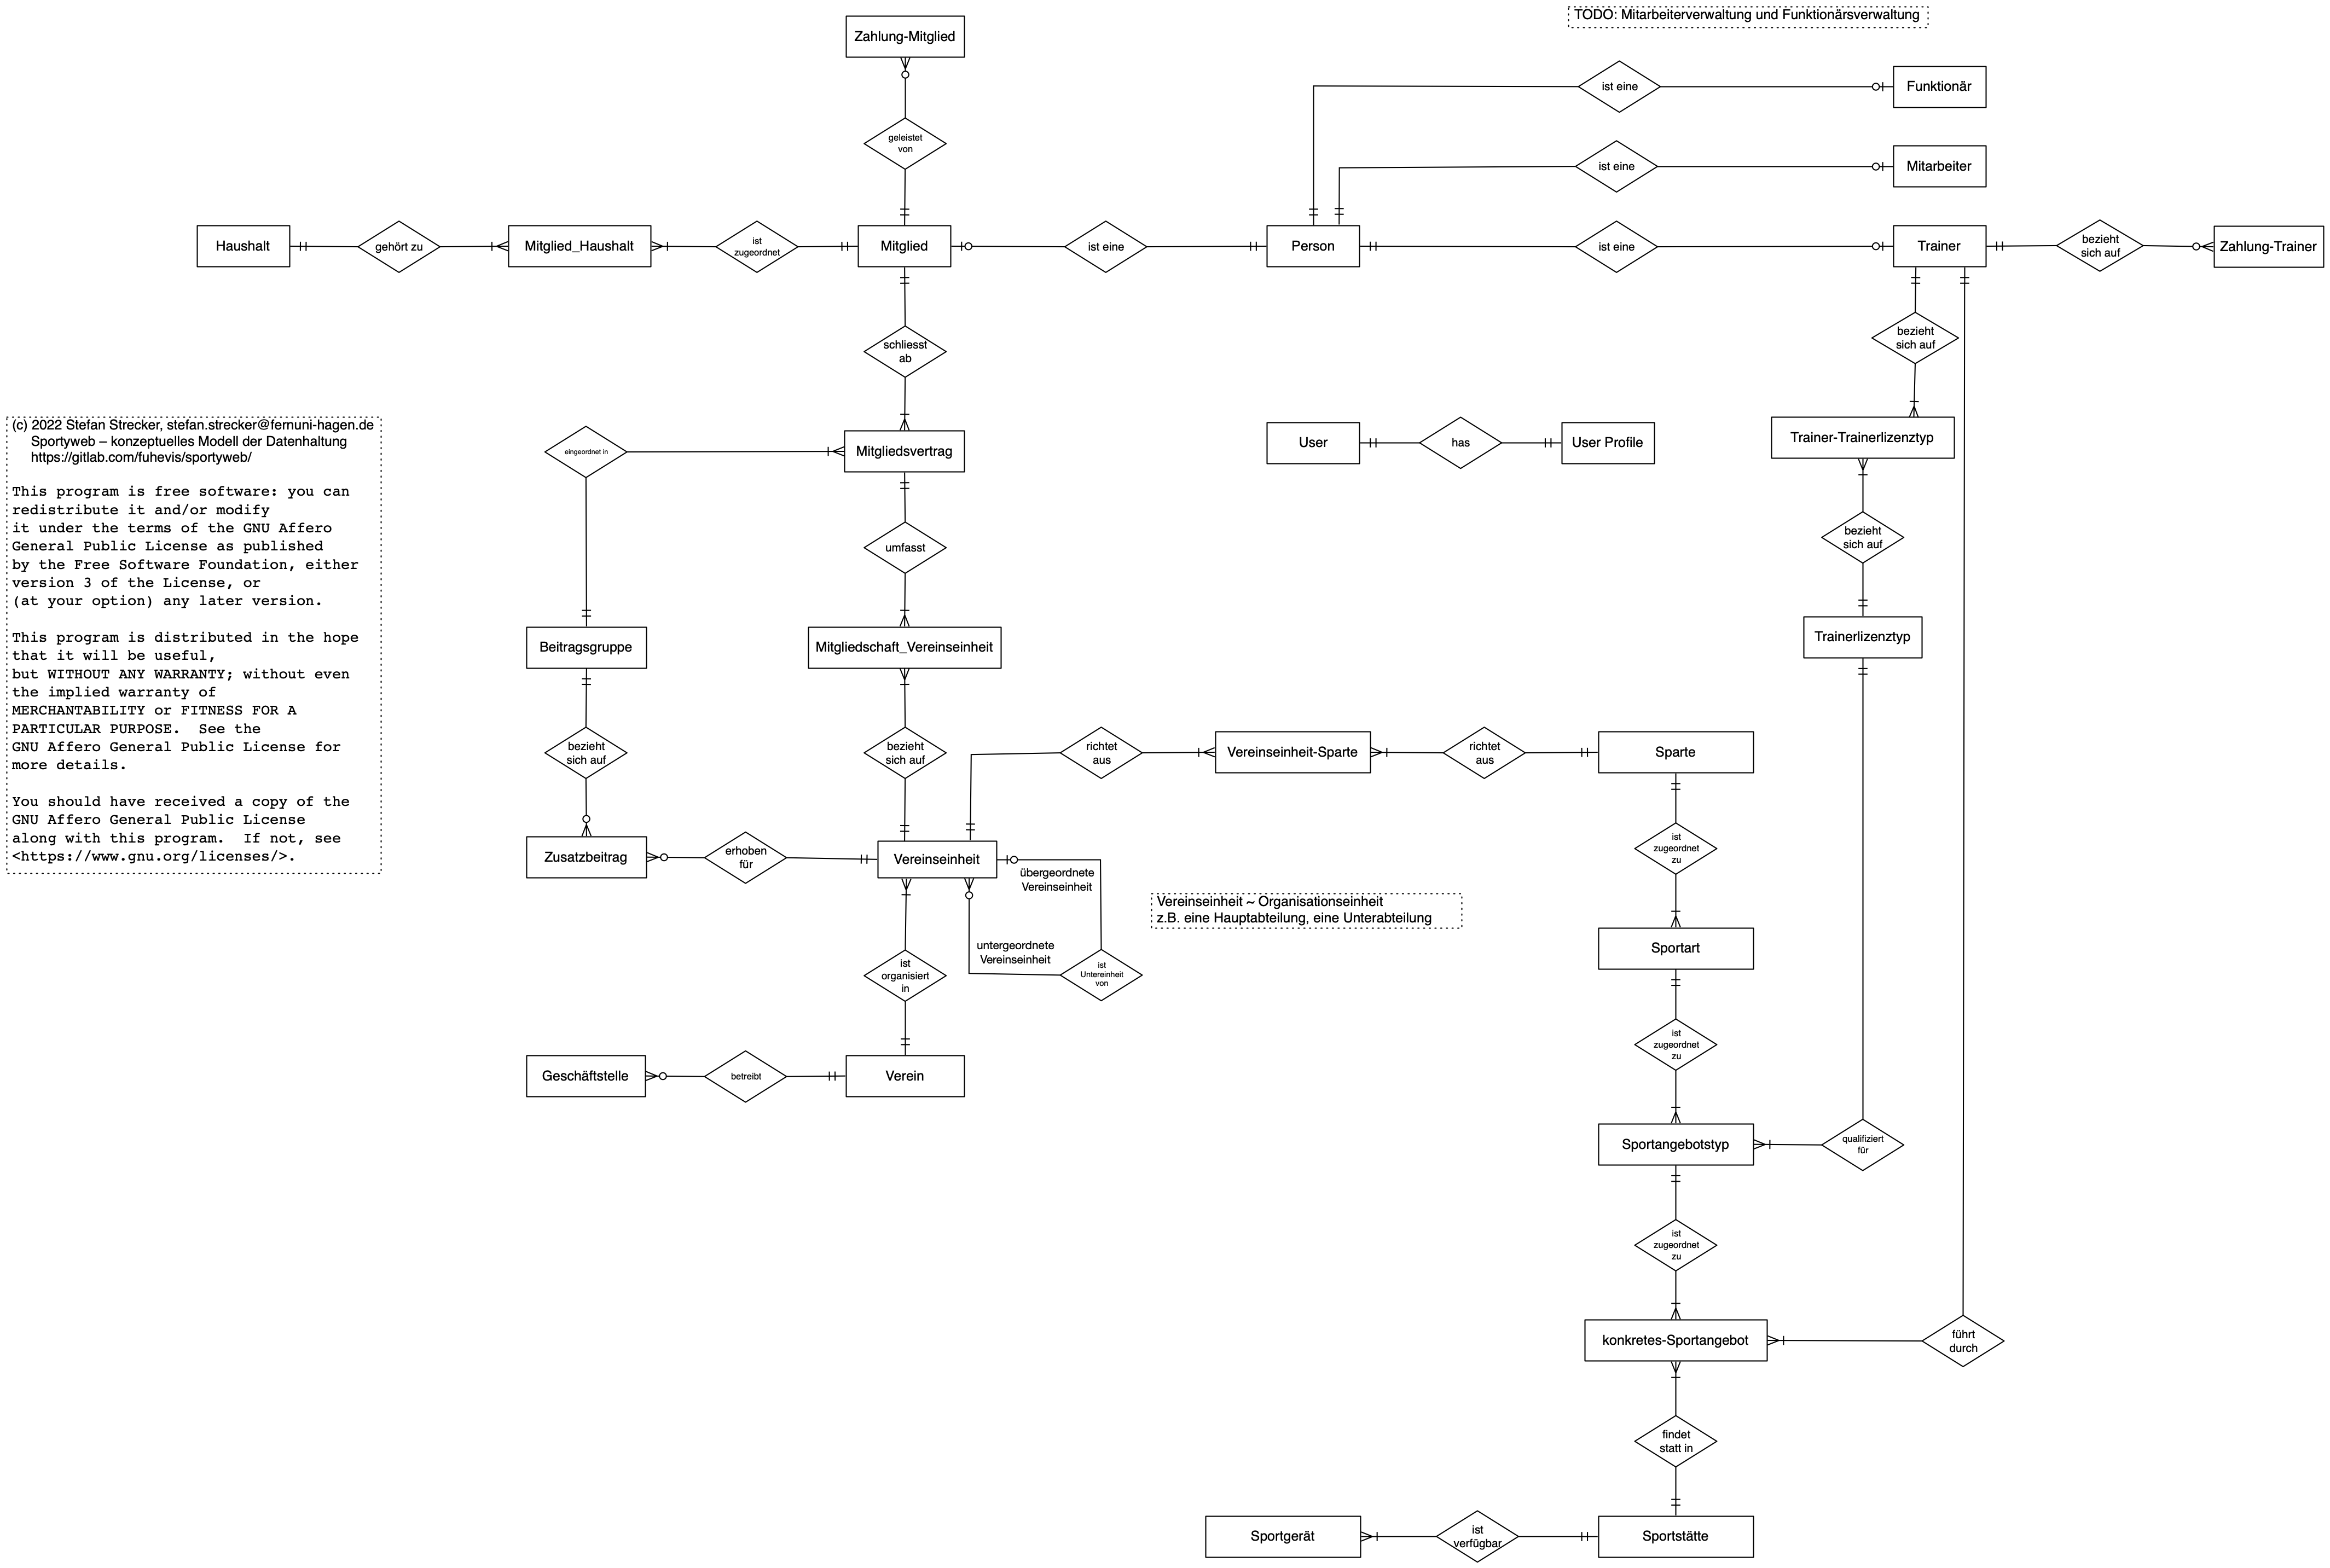 TODO: Mitarbeiterverwaltung und Funktionärsverwaltung
Zahlung-Mitglied
ist eine
Funktionär
geleistet
von
ist eine
Mitarbeiter
Haushalt
gehört zu
Mitglied_Haushalt
ist
zugeordnet
Mitglied
ist eine
Person
ist eine
Trainer
bezieht
sich auf
Zahlung-Trainer
schliesst
ab
bezieht
sich auf
(c) 2022 Stefan Strecker, stefan.strecker@fernuni-hagen.de
Sportyweb – konzeptuelles Modell der Datenhaltung
https://gitlab.com/fuhevis/sportyweb/
This program is free software: you can
redistribute it and/or modify
it under the terms of the GNU Affero
General Public License as published
by the Free Software Foundation, either
version 3 of the License, or
(at your option) any later version.
This program is distributed in the hope
that it will be useful,
but WITHOUT ANY WARRANTY; without even
the implied warranty of
MERCHANTABILITY or FITNESS FOR A
PARTICULAR PURPOSE.  See the
GNU Affero General Public License for
more details.
You should have received a copy of the
GNU Affero General Public License
along with this program.  If not, see
<https://www.gnu.org/licenses/>.
eingeordnet in
Mitgliedsvertrag
User
has
User Profile
Trainer-Trainerlizenztyp
umfasst
bezieht
sich auf
Beitragsgruppe
Mitgliedschaft_Vereinseinheit
Trainerlizenztyp
bezieht
sich auf
bezieht
sich auf
richtet
aus
Vereinseinheit-Sparte
richtet
aus
Sparte
Zusatzbeitrag
erhoben
für
Vereinseinheit
übergeordnete
Vereinseinheit
ist
zugeordnet
zu
Vereinseinheit ~ Organisationseinheit
z.B. eine Hauptabteilung, eine Unterabteilung
untergeordnete
Vereinseinheit
ist
Untereinheit
von
ist
organisiert
in
Sportart
Geschäftstelle
betreibt
Verein
ist
zugeordnet
zu
Sportangebotstyp
qualifiziert
für
ist
zugeordnet
zu
konkretes-Sportangebot
führt
durch
findet
statt in
Sportgerät
ist
verfügbar
Sportstätte